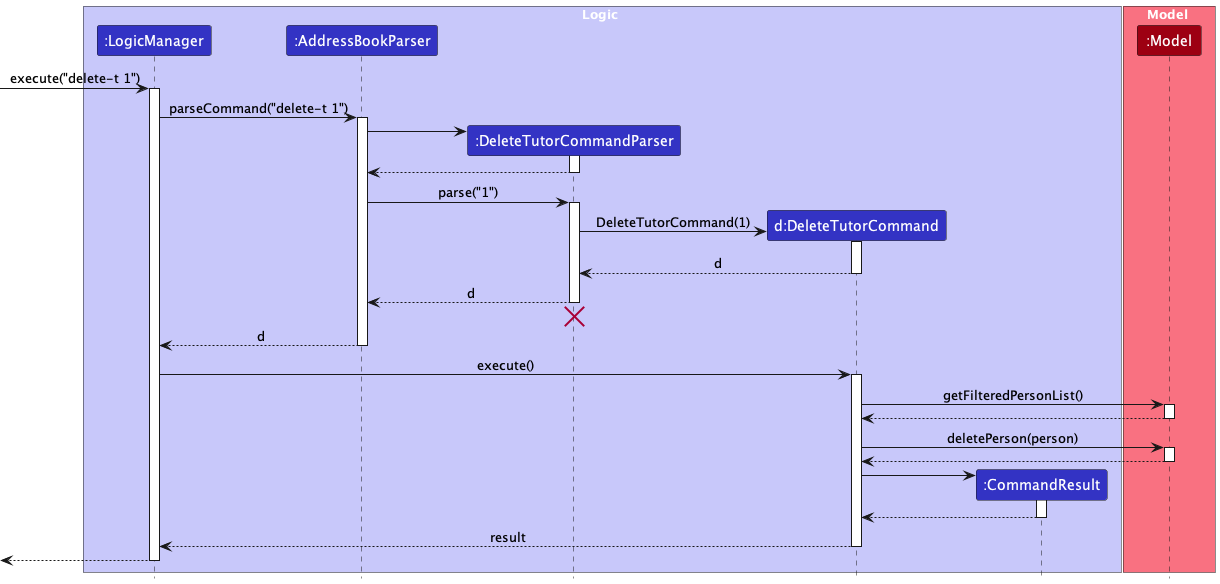 Logic
Model
:LogicManager
:AddressBookParser
:Model
execute("delete-t 1")
parseCommand("delete-t 1")
:DeleteTutorCommandParser
parse("1")
DeleteTutorCommand(1)
d:DeleteTutorCommand
d
d
d
execute()
getFilteredPersonList()
deletePerson(person)
:CommandResult
result